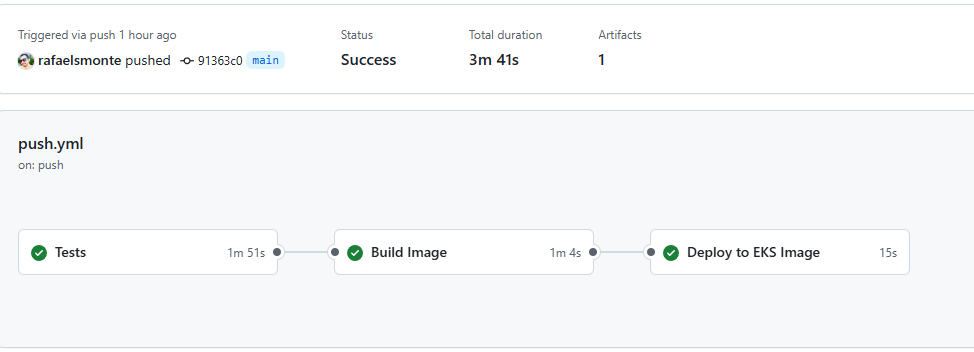 Triggered via push 1 hour ago
rafaelsmonte pushed 91363c0 main
Status
Success
Total duration
3m 41s
Artifacts
1
push.yml
on: push
Tests 1m 51s
Build Image 1m 4s
Deploy to EKS Image 15s